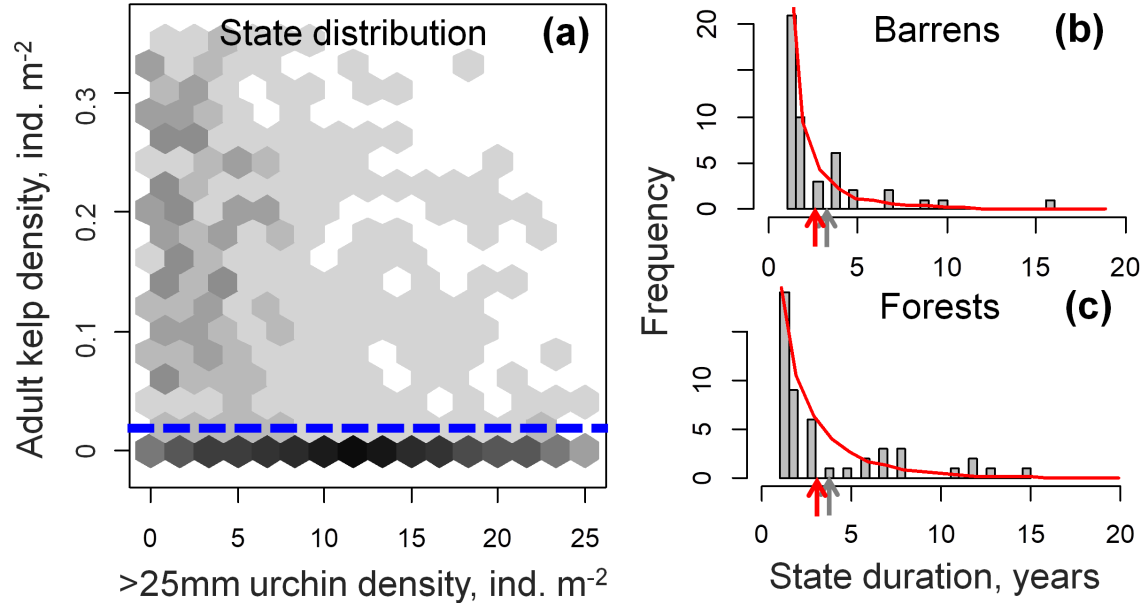 State distribution (a)
Adult kelp density, ind. m-2
0 0.1 0.2 0.3
0 5 10 15 20 25
>25mm urchin density, ind. m-2
Barrens (b)
0 5 10 20
0 5 10 15 20
Frequency
Forests (c)
0 5 10
0 5 10 15 20
State duration, years